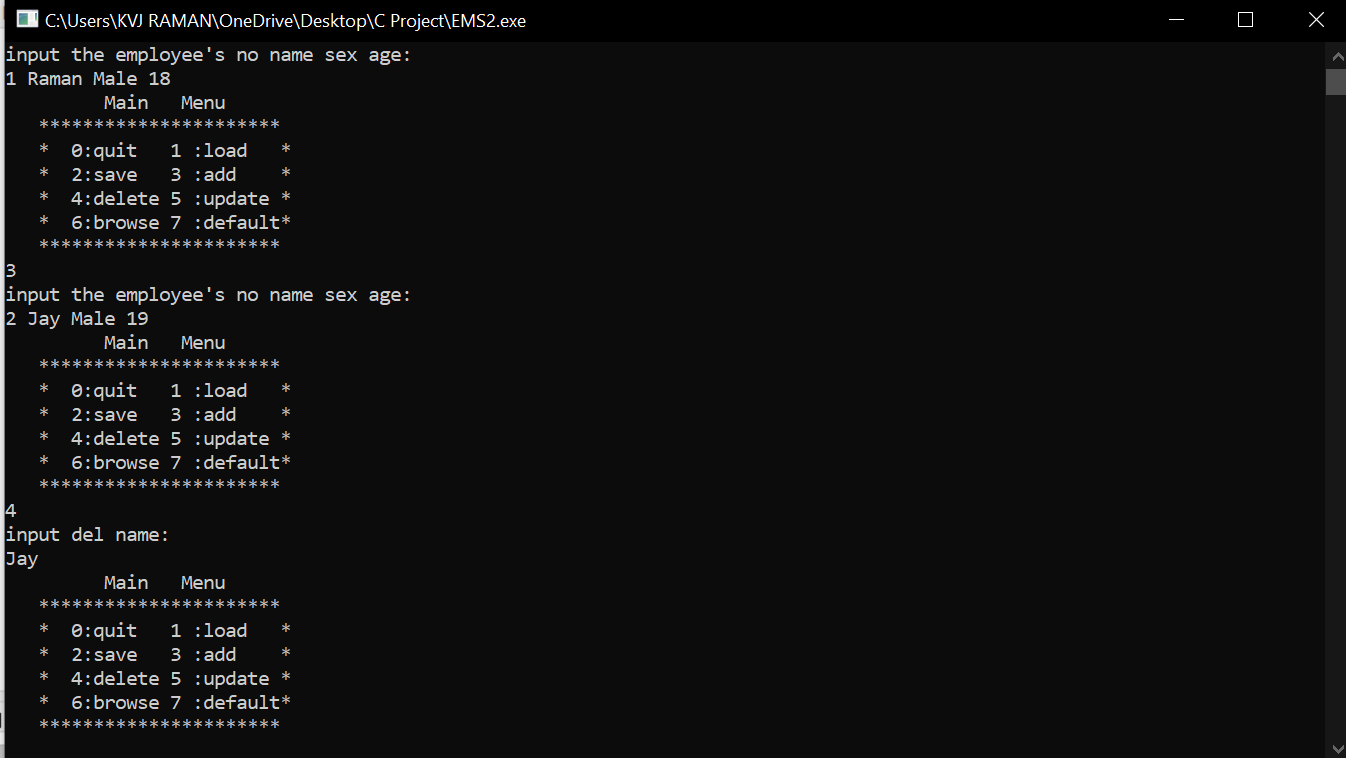 C:\Users\KVJ RAMAN\OneDrive\Desktop\C Project\EMS2.exe
input the employee's no name sex age:
1 Raman Male 18
         Main   Menu
   **********************
   *  0:quit   1 :load   *
   *  2:save   3 :add    *
   *  4:delete 5 :update *
   *  6:browse 7 :default*
   **********************
3
input the employee's no name sex age:
2 Jay Male 19
         Main   Menu
   **********************
   *  0:quit   1 :load   *
   *  2:save   3 :add    *
   *  4:delete 5 :update *
   *  6:browse 7 :default*
   **********************
4
input del name:
Jay
         Main   Menu
   **********************
   *  0:quit   1 :load   *
   *  2:save   3 :add    *
   *  4:delete 5 :update *
   *  6:browse 7 :default*
   **********************